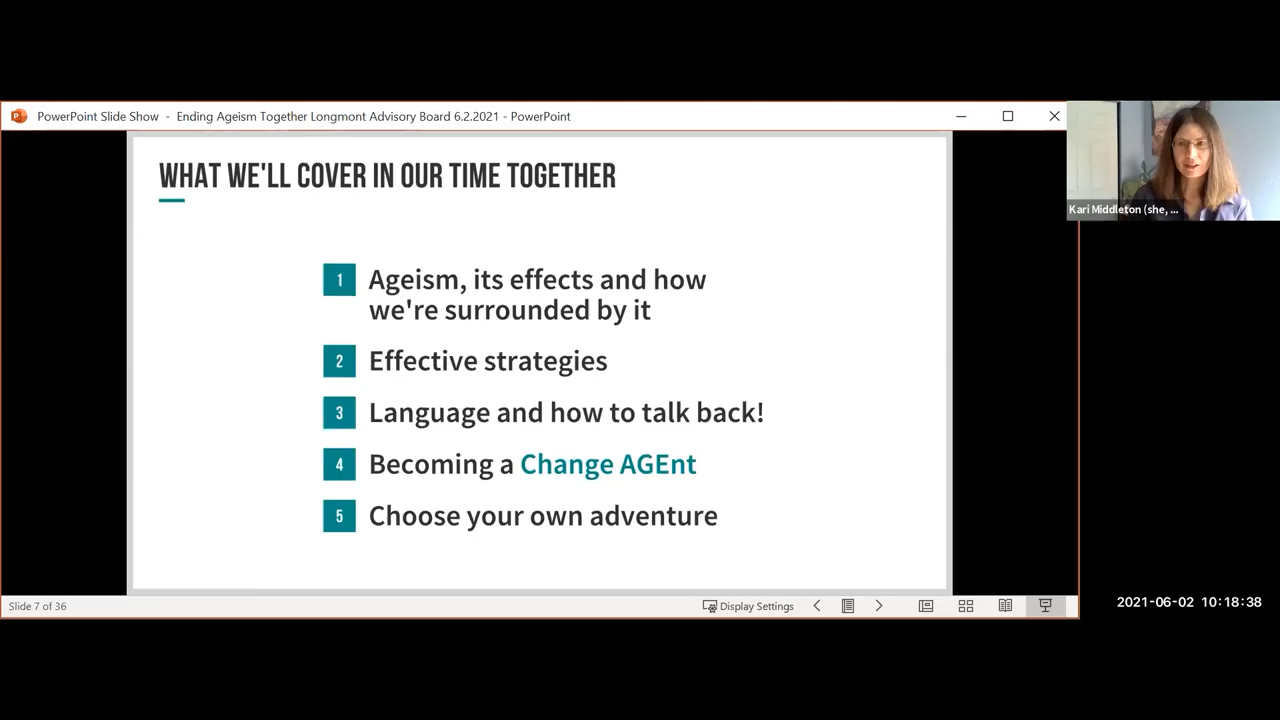 PowerPoint Slide Show - Ending Ageism Together Longmont Advisory Board 6.2.2021 - PowerPoint
WHAT WE'LL COVER IN OUR TIME TOGETHER
1 Ageism, its effects and how
we're surrounded by it
2 Effective strategies
3 Language and how to talk back!
4 Becoming a Change AGEnt
5 Choose your own adventure
Kari Middleton (she, ...
Slide 7 of 36
Display Settings
2021-06-02 10:18:38